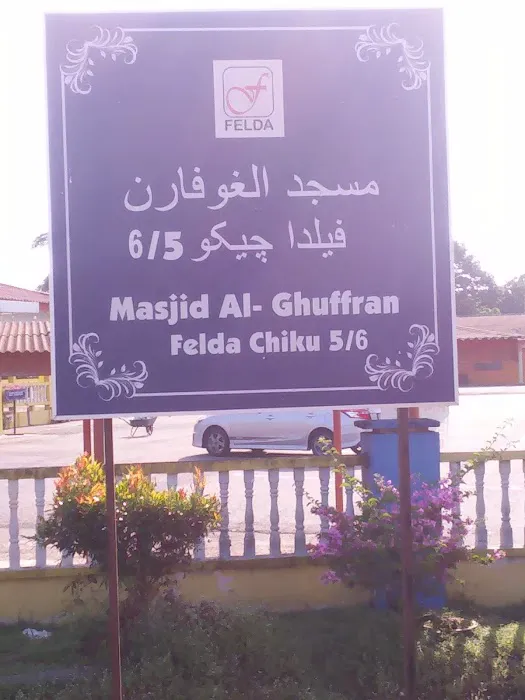 FELDA
مسجد الغوفارن
فيلدا چيكو 6/5
Masjid Al- Ghuffran
Felda Chiku 5/6